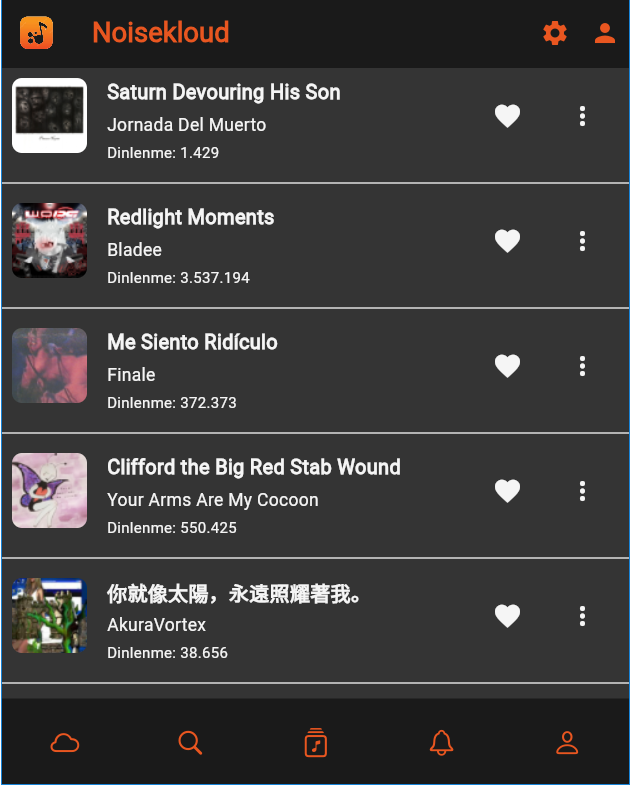 Noisekloud
Saturn Devouring His Son
Jornada Del Muerto
Dinlenme: 1.429
Redlight Moments
Bladee
Dinlenme: 3.537.194
Me Siento Ridículo
Finale
Dinlenme: 372.373
Clifford the Big Red Stab Wound
Your Arms Are My Cocoon
Dinlenme: 550.425
你就像太陽，永遠照耀著我。
AkuraVortex
Dinlenme: 38.656